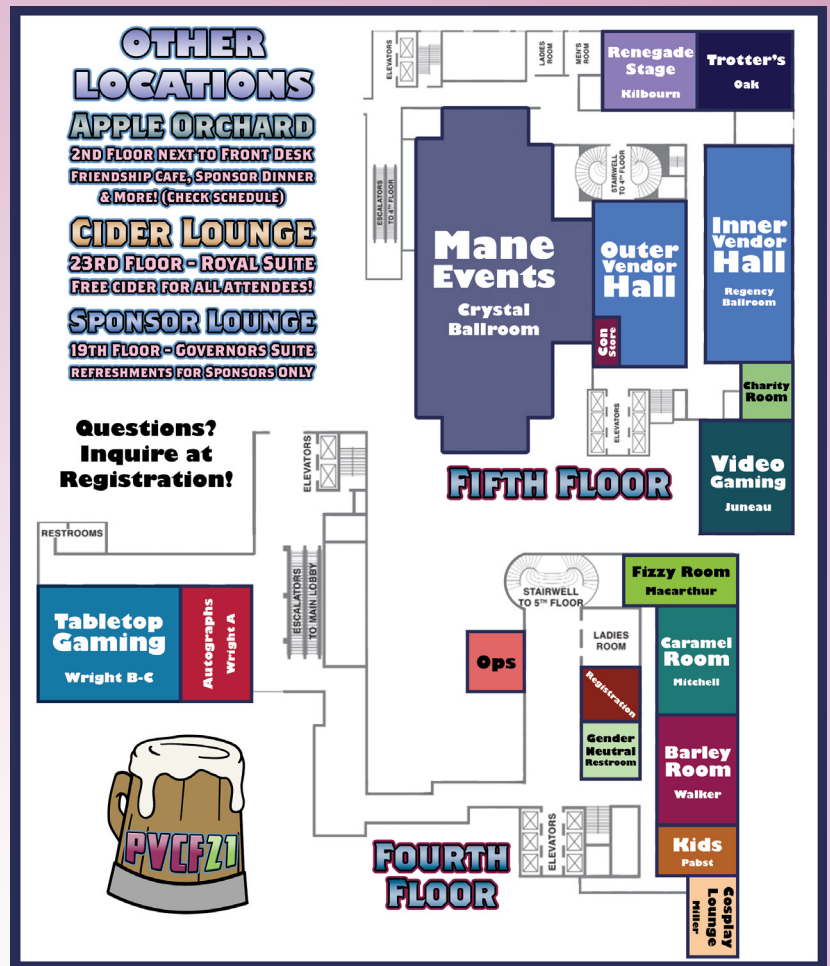 OTHER
LOCATIONS
APPLE ORCHARD
2ND FLOOR NEXT TO FRONT DESK
FRIENDSHIP CAFE, SPONSOR DINNER
& MORE! (CHECK SCHEDULE)
CIDER LOUNGE
23RD FLOOR - ROYAL SUITE
FREE CIDER FOR ALL ATTENDEES!
SPONSOR LOUNGE
19TH FLOOR - GOVERNORS SUITE
REFRESHMENTS FOR SPONSORS ONLY
Questions?
Inquire at
Registration!
ELEVATORS
LADIES
ROOM
MEN'S
ROOM
Renegade
Stage
Kilbourn
Trotter's
Oak
ESCALATORS
TO 4TH FLOOR
STAIRWELL
TO 4TH FLOOR
Mane
Events
Crystal
Ballroom
Outer
Vendor
Hall
Con
Store
Inner
Vendor
Hall
Regency
Ballroom
Charity
Room
ELEVATORS
Video
Gaming
Juneau
FIFTH FLOOR
ELEVATORS
RESTROOMS
ESCALATORS
TO MAIN LOBBY
Tabletop
Gaming
Wright B-C
Autographs
Wright A
STAIRWELL
TO 5TH FLOOR
Fizzy Room
Macarthur
LADIES
ROOM
Caramel
Room
Mitchell
Ops
Registration
Gender
Neutral
Restroom
Barley
Room
Walker
ELEVATORS
Kids
Pabst
Cosplay
Lounge
Miller
FOURTH
FLOOR
PVCF21